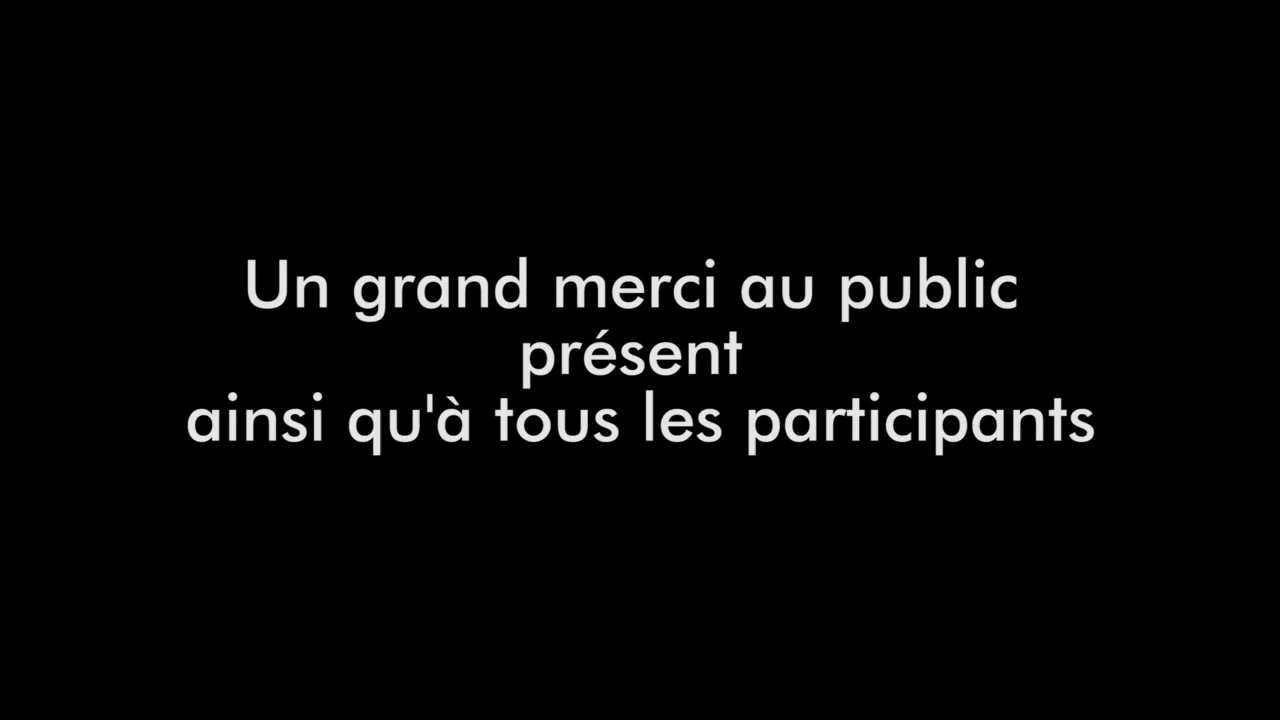 Un grand merci au public
présent
ainsi qu'à tous les participants